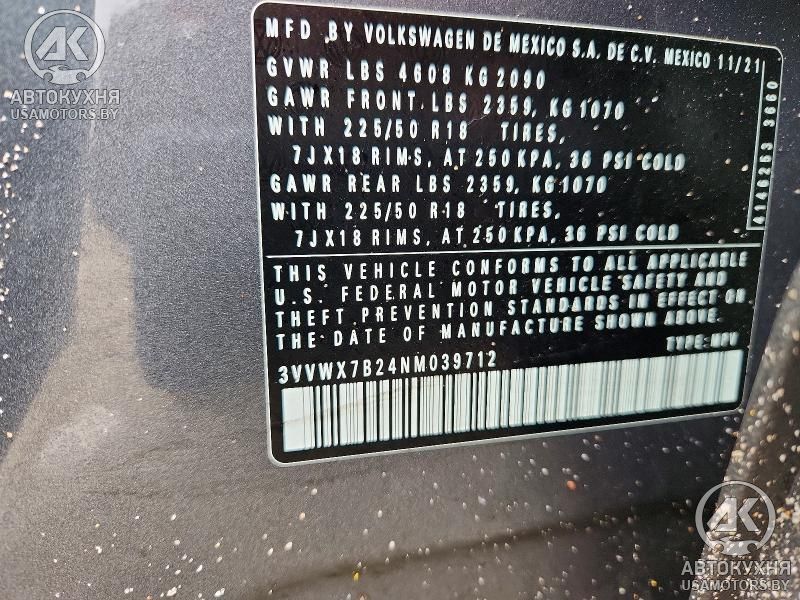 AK
АВТОКУХНЯ
USAMOTORS.BY
MFD BY VOLKSWAGEN DE MEXICO S.A. DE C.V. MEXICO 11/21
GVWR LBS 4608 KG 2090
GAWR FRONT LBS 2359, KG 1070
WITH 225/50 R18 TIRES,
7JX18 RIMS, AT 250 KPA, 36 PSI COLD
GAWR REAR LBS 2359, KG 1070
WITH 225/50 R18 TIRES,
7JX18 RIMS, AT 250 KPA, 36 PSI COLD
4146263 3660
THIS VEHICLE CONFORMS TO ALL APPLICABLE
U.S. FEDERAL MOTOR VEHICLE SAFETY AND
THEFT PREVENTION STANDARDS IN EFFECT ON
THE DATE OF MANUFACTURE SHOWN ABOVE.
TYPE: MPV
3VVWX7B24NM039712
AK
АВТОКУХНЯ
USAMOTORS.BY